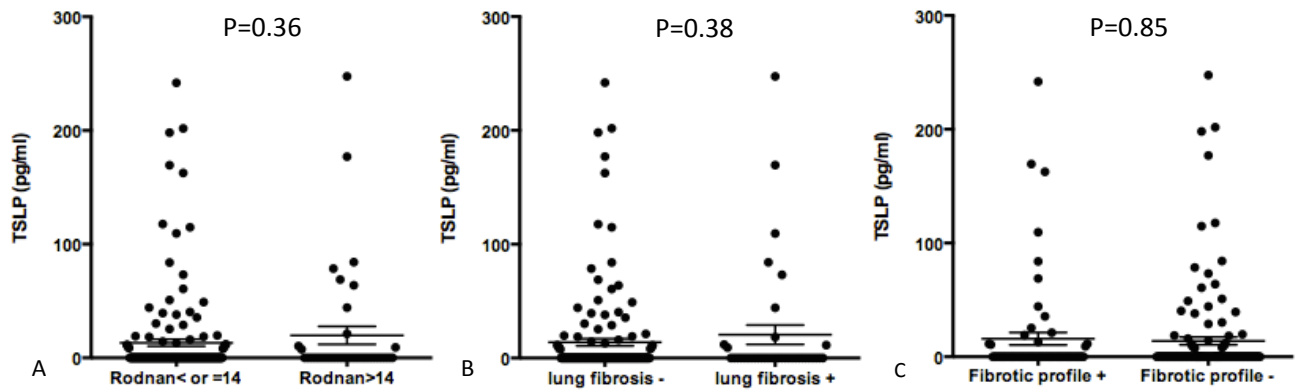 P=0.36
300
200
100
0
TSLP (pg/ml)
A
Rodnan< or =14
Rodnan>14
P=0.38
300
200
100
0
TSLP (pg/ml)
B
lung fibrosis -
lung fibrosis +
P=0.85
300
200
100
0
TSLP (pg/ml)
C
Fibrotic profile +
Fibrotic profile -